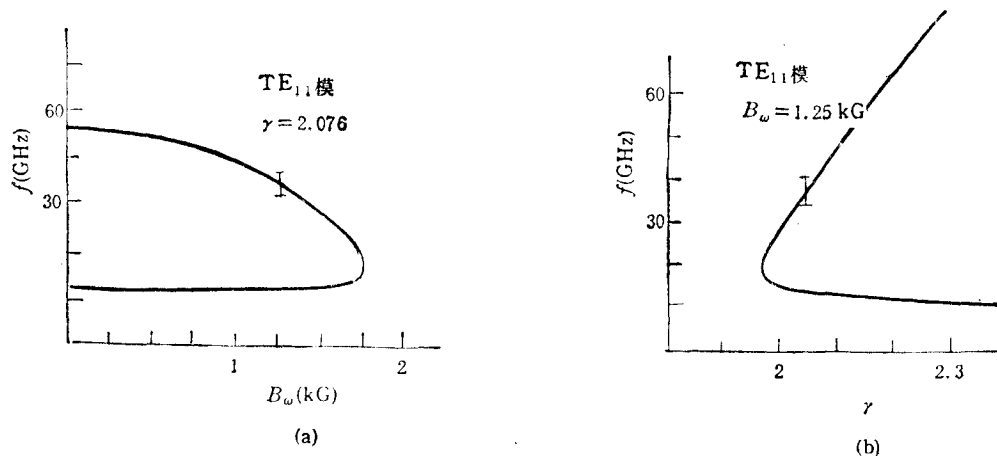 TE₁₁模
γ=2.076
60
30
f(GHz)
1
2
B_ω(kG)
(a)
TE₁₁模
B_ω=1.25 kG
60
30
f(GHz)
2
2.3
γ
(b)